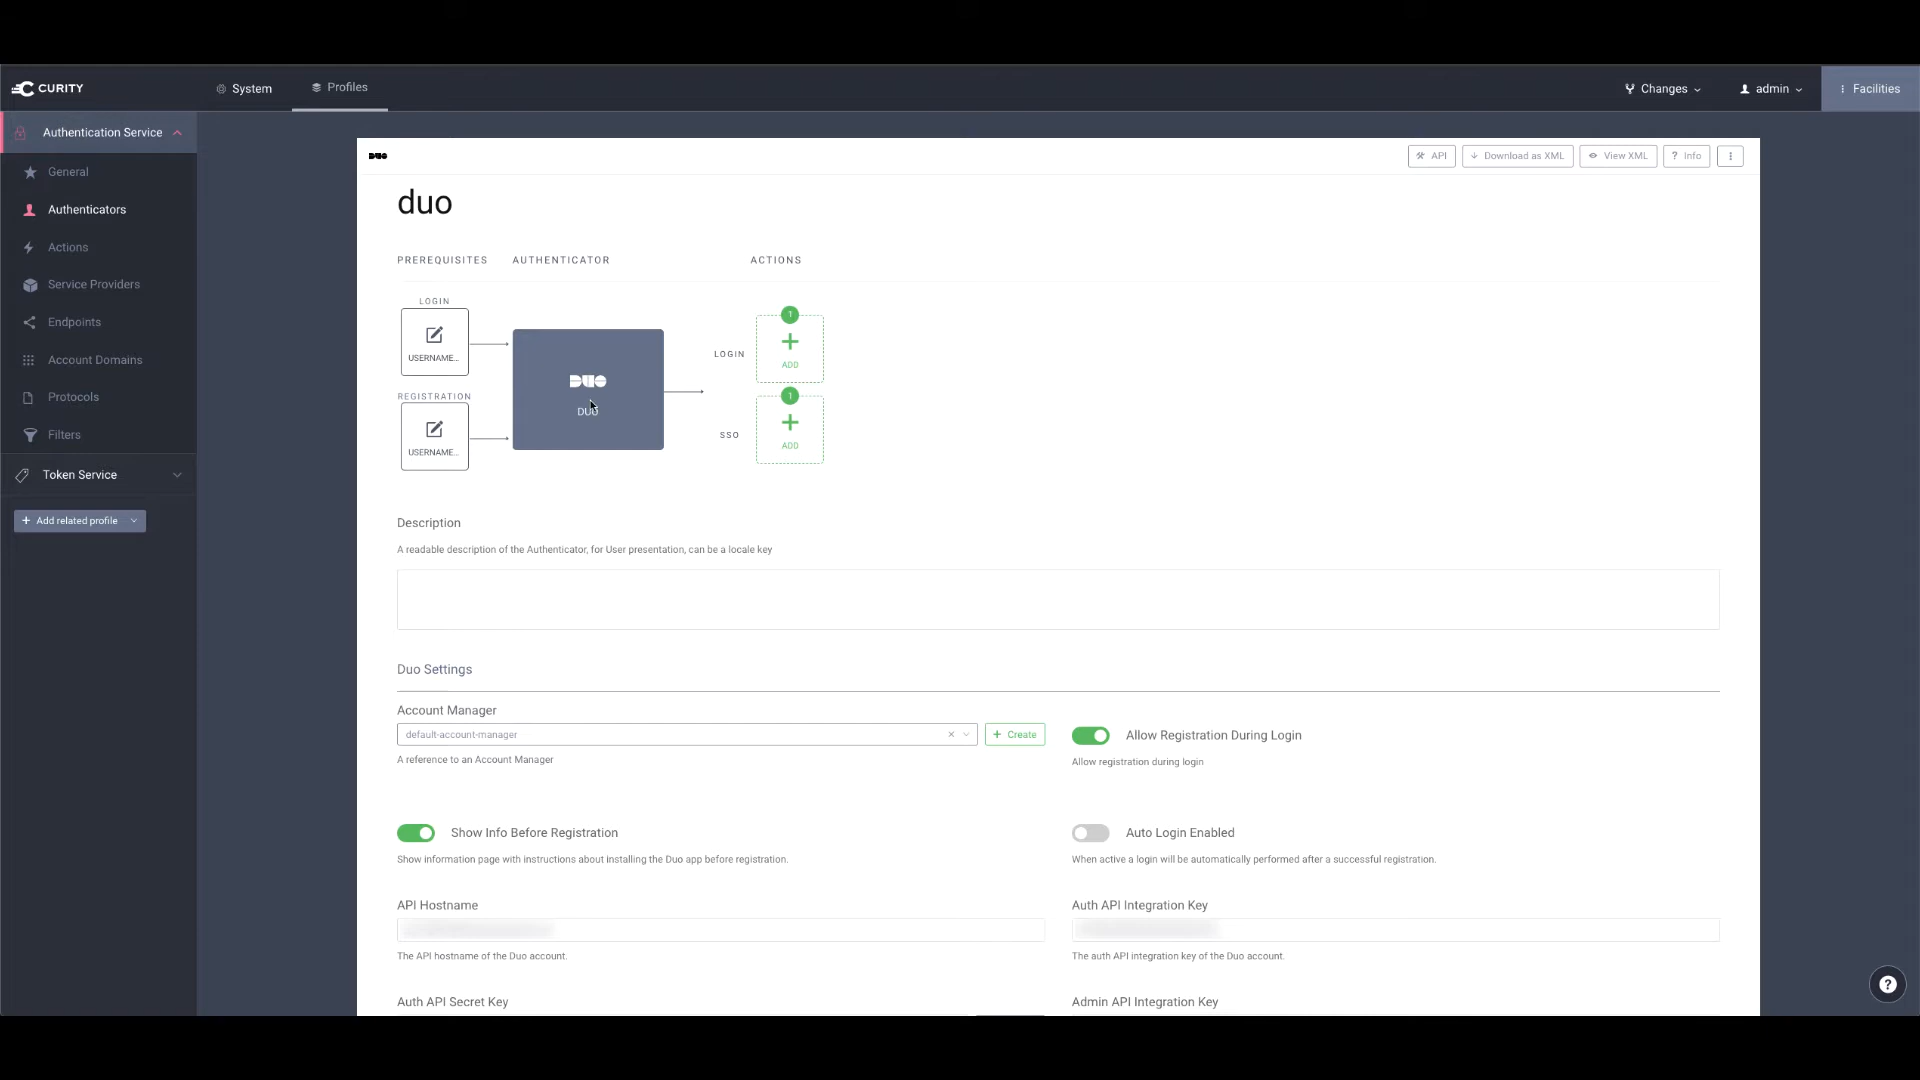 CURITY
System
Profiles
Changes
admin
Facilities
Authentication Service
General
Authenticators
Actions
Service Providers
Endpoints
Account Domains
Protocols
Filters
Token Service
+ Add related profile
DUO
API
Download as XML
View XML
? Info
duo
PREREQUISITES
AUTHENTICATOR
ACTIONS
LOGIN
USERNAME...
REGISTRATION
USERNAME...
DUO
DUO
LOGIN
1
ADD
SSO
1
ADD
Description
A readable description of the Authenticator, for User presentation, can be a locale key
Duo Settings
Account Manager
default-account-manager
+ Create
A reference to an Account Manager
Allow Registration During Login
Allow registration during login
Show Info Before Registration
Show information page with instructions about installing the Duo app before registration.
Auto Login Enabled
When active a login will be automatically performed after a successful registration.
API Hostname
The API hostname of the Duo account.
Auth API Integration Key
The auth API integration key of the Duo account.
Auth API Secret Key
Admin API Integration Key
?